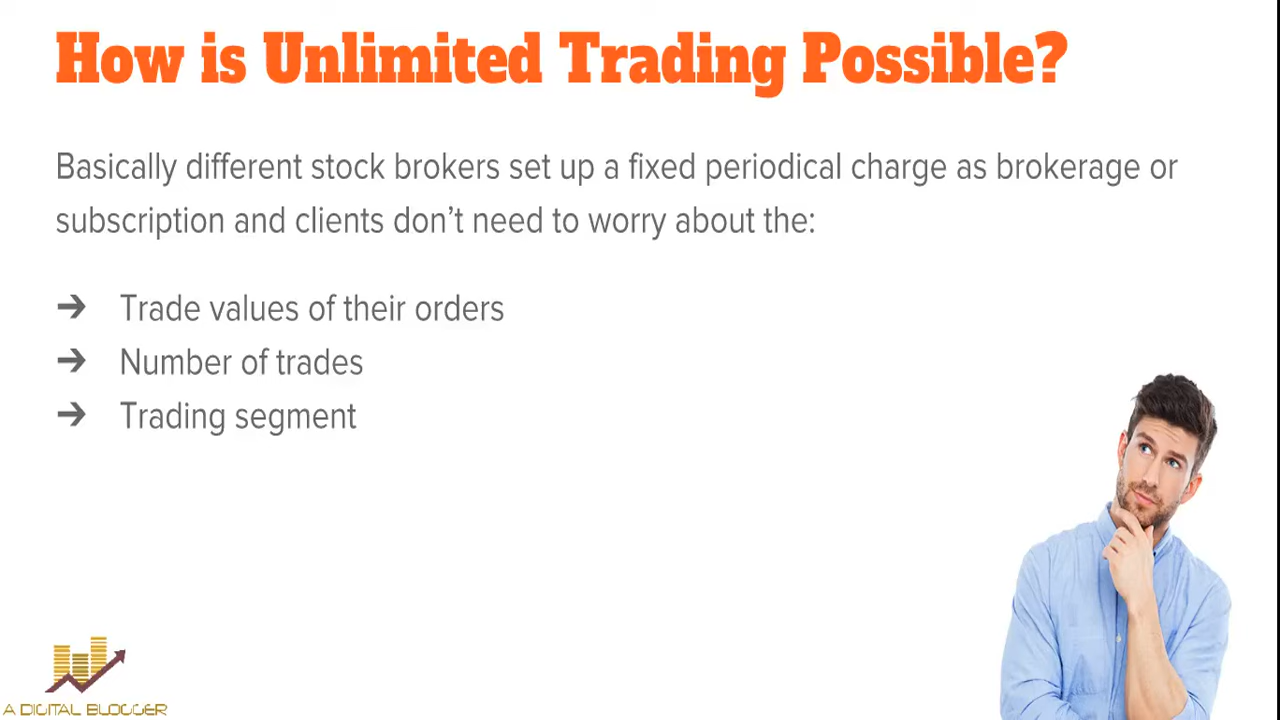 How is Unlimited Trading Possible?
Basically different stock brokers set up a fixed periodical charge as brokerage or
subscription and clients don't need to worry about the:
➔ Trade values of their orders
➔ Number of trades
➔ Trading segment
A DIGITAL BLOGGER